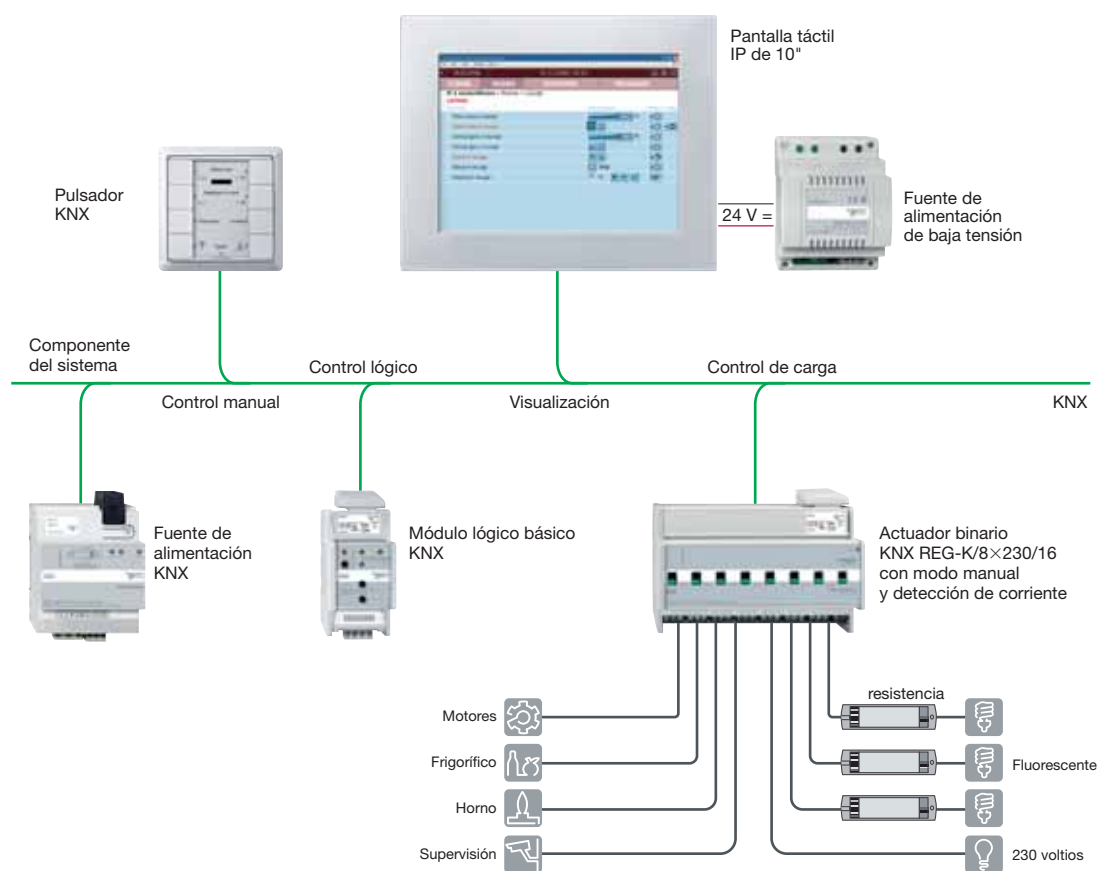 Pantalla táctil
IP de 10"
Pulsador
KNX
24 V =
Fuente de
alimentación
de baja tensión
Componente
del sistema
Control lógico
Control de carga
Control manual
Visualización
KNX
Fuente de
alimentación
KNX
Módulo lógico básico
KNX
Actuador binario
KNX REG-K/8×230/16
con modo manual
y detección de corriente
resistencia
Motores
Frigorífico
Fluorescente
Horno
Supervisión
230 voltios